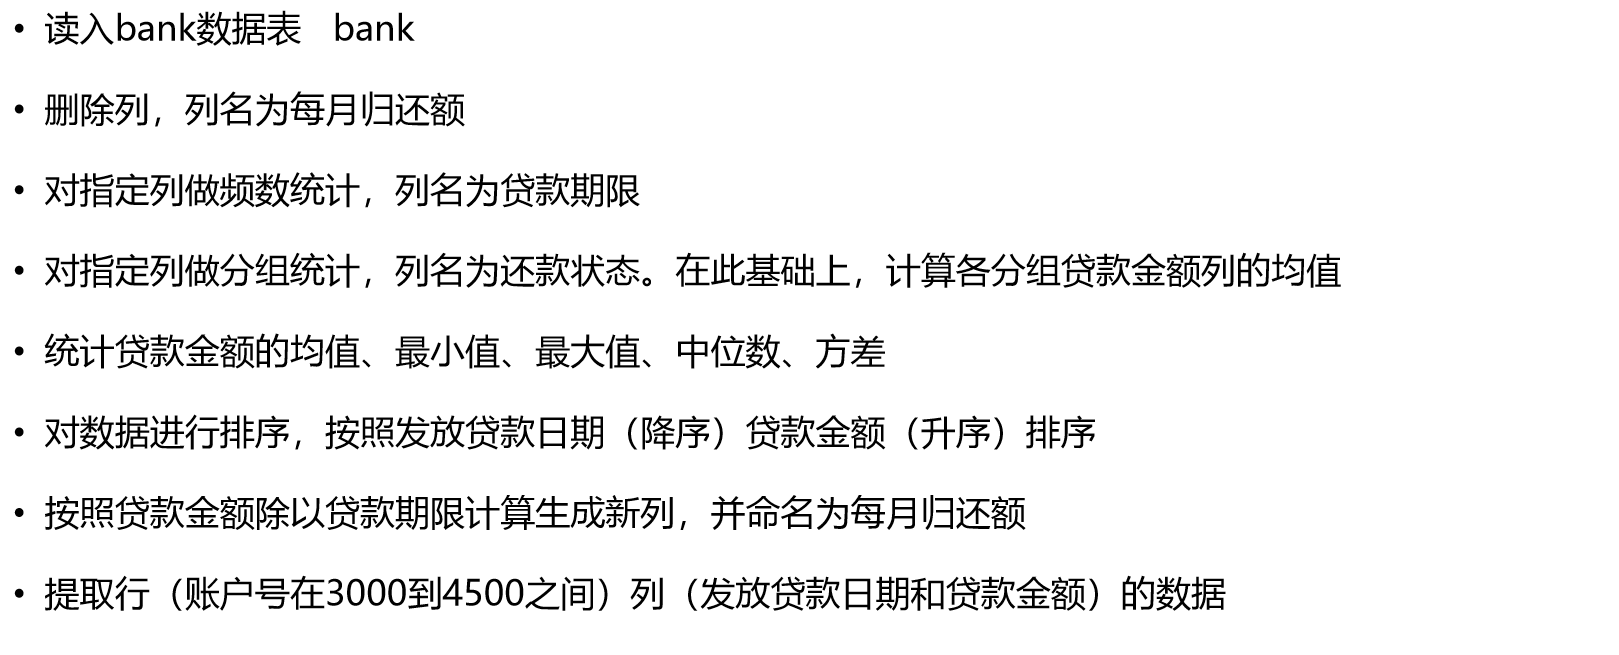 • 读入bank数据表 bank
• 删除列，列名为每月归还额
• 对指定列做频数统计，列名为贷款期限
• 对指定列做分组统计，列名为还款状态。在此基础上，计算各分组贷款金额列的均值
• 统计贷款金额的均值、最小值、最大值、中位数、方差
• 对数据进行排序，按照发放贷款日期（降序）贷款金额（升序）排序
• 按照贷款金额除以贷款期限计算生成新列，并命名为每月归还额
• 提取行（账户号在3000到4500之间）列（发放贷款日期和贷款金额）的数据